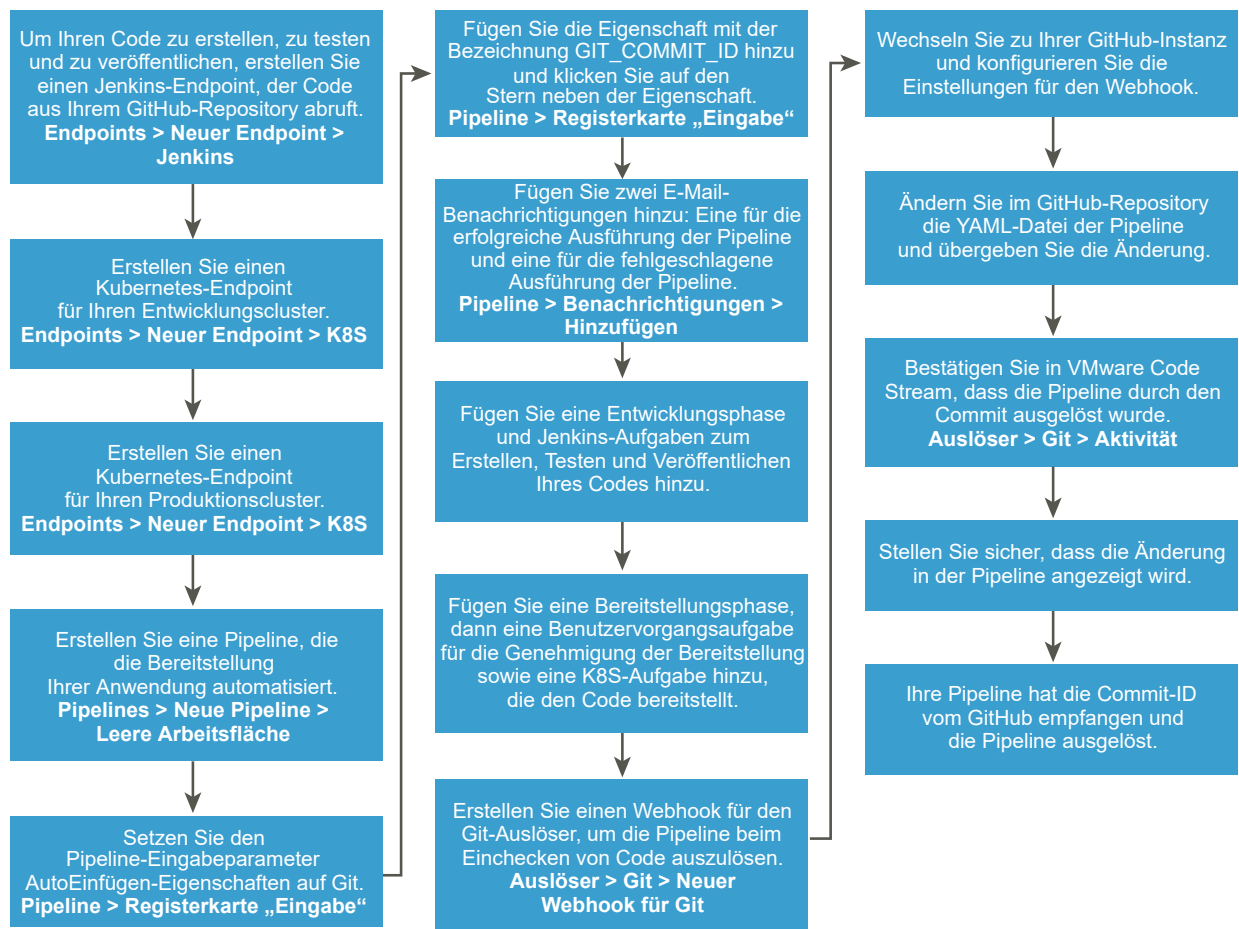 Um Ihren Code zu erstellen, zu testen
und zu veröffentlichen, erstellen Sie
einen Jenkins-Endpoint, der Code
aus Ihrem GitHub-Repository abruft.
Endpoints > Neuer Endpoint >
Jenkins
Erstellen Sie einen
Kubernetes-Endpoint
für Ihren Entwicklungscluster.
Endpoints > Neuer Endpoint > K8S
Erstellen Sie einen
Kubernetes-Endpoint
für Ihren Produktionscluster.
Endpoints > Neuer Endpoint > K8S
Erstellen Sie eine Pipeline, die
die Bereitstellung
Ihrer Anwendung automatisiert.
Pipelines > Neue Pipeline >
Leere Arbeitsfläche
Setzen Sie den
Pipeline-Eingabeparameter
AutoEinfügen-Eigenschaften auf Git.
Pipeline > Registerkarte „Eingabe“
Fügen Sie die Eigenschaft mit der
Bezeichnung GIT_COMMIT_ID hinzu
und klicken Sie auf den
Stern neben der Eigenschaft.
Pipeline > Registerkarte „Eingabe“
Fügen Sie zwei E-Mail-
Benachrichtigungen hinzu: Eine für die
erfolgreiche Ausführung der Pipeline
und eine für die fehlgeschlagene
Ausführung der Pipeline.
Pipeline > Benachrichtigungen >
Hinzufügen
Fügen Sie eine Entwicklungsphase
und Jenkins-Aufgaben zum
Erstellen, Testen und Veröffentlichen
Ihres Codes hinzu.
Fügen Sie eine Bereitstellungsphase,
dann eine Benutzervorgangsaufgabe
für die Genehmigung der Bereitstellung
sowie eine K8S-Aufgabe hinzu,
die den Code bereitstellt.
Erstellen Sie einen Webhook für den
Git-Auslöser, um die Pipeline beim
Einchecken von Code auszulösen.
Auslöser > Git > Neuer
Webhook für Git
Wechseln Sie zu Ihrer GitHub-Instanz
und konfigurieren Sie die
Einstellungen für den Webhook.
Ändern Sie im GitHub-Repository
die YAML-Datei der Pipeline
und übergeben Sie die Änderung.
Bestätigen Sie in VMware Code
Stream, dass die Pipeline durch den
Commit ausgelöst wurde.
Auslöser > Git > Aktivität
Stellen Sie sicher, dass die Änderung
in der Pipeline angezeigt wird.
Ihre Pipeline hat die Commit-ID
vom GitHub empfangen und
die Pipeline ausgelöst.